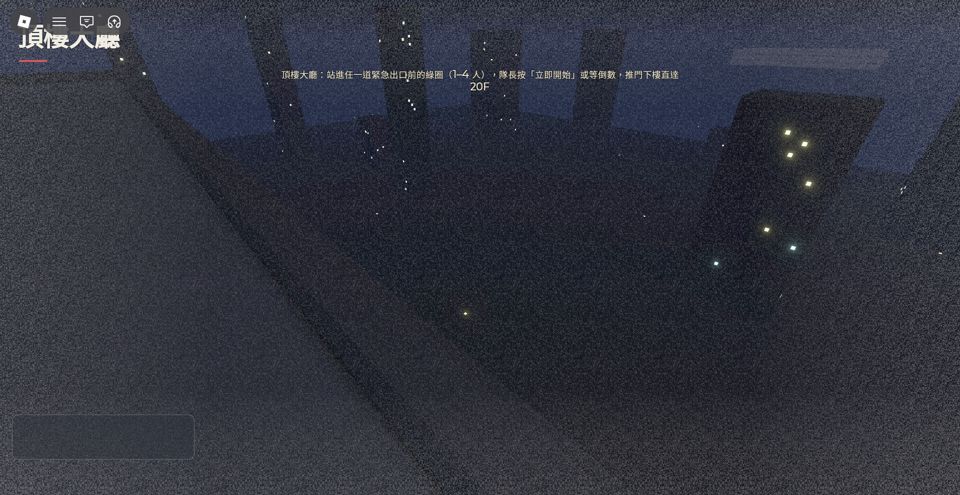 頂樓大廳
頂樓大廳：站進任一道緊急出口前的綠圈（1–4 人），隊長按「立即開始」或等倒數，推門下樓直達
20F